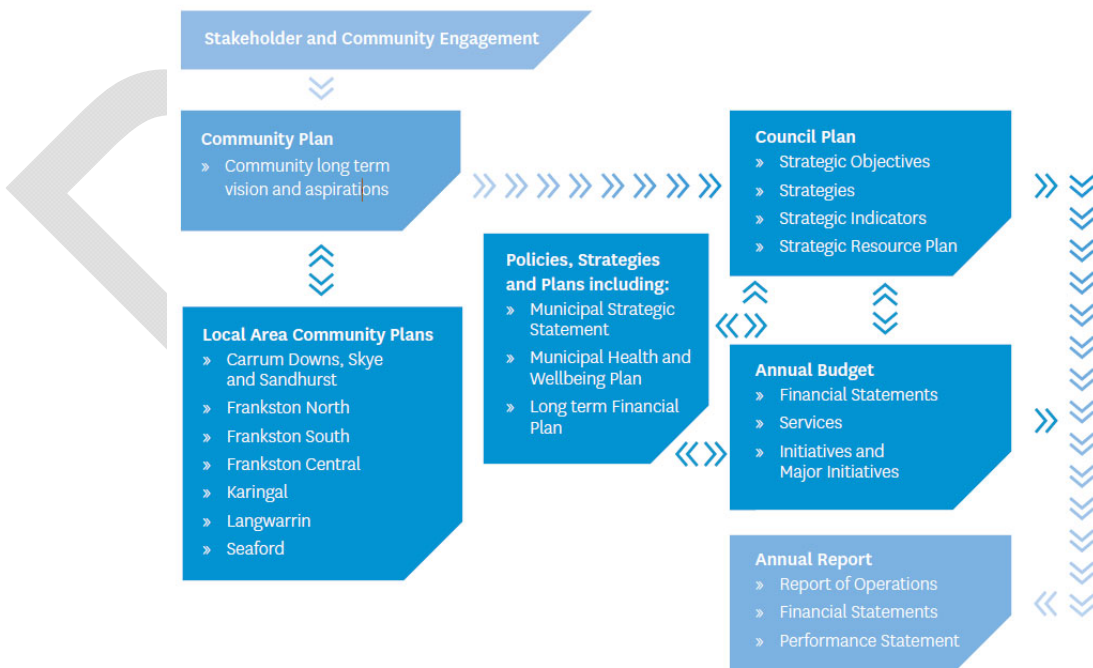 Stakeholder and Community Engagement
Community Plan
» Community long term
vision and aspirations
Local Area Community Plans
» Carrum Downs, Skye
and Sandhurst
» Frankston North
» Frankston South
» Frankston Central
» Karingal
» Langwarrin
» Seaford
Policies, Strategies
and Plans including:
» Municipal Strategic
Statement
» Municipal Health and
Wellbeing Plan
» Long term Financial
Plan
Council Plan
» Strategic Objectives
» Strategies
» Strategic Indicators
» Strategic Resource Plan
Annual Budget
» Financial Statements
» Services
» Initiatives and
Major Initiatives
Annual Report
» Report of Operations
» Financial Statements
» Performance Statement